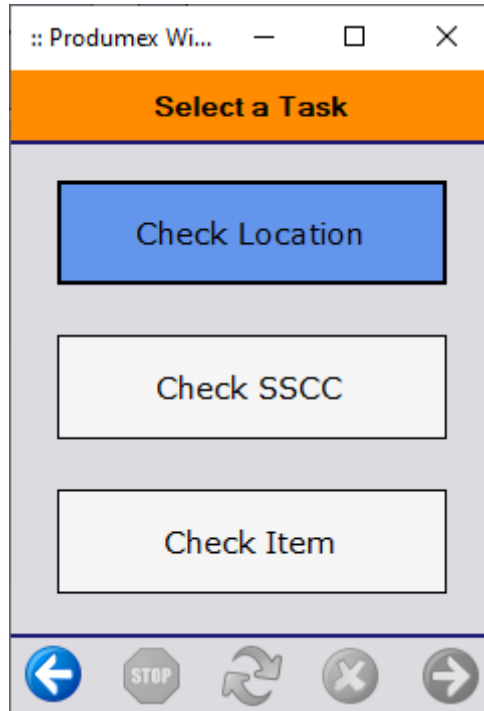 :: Produmex Wi...
Select a Task
Check Location
Check SSCC
Check Item
STOP